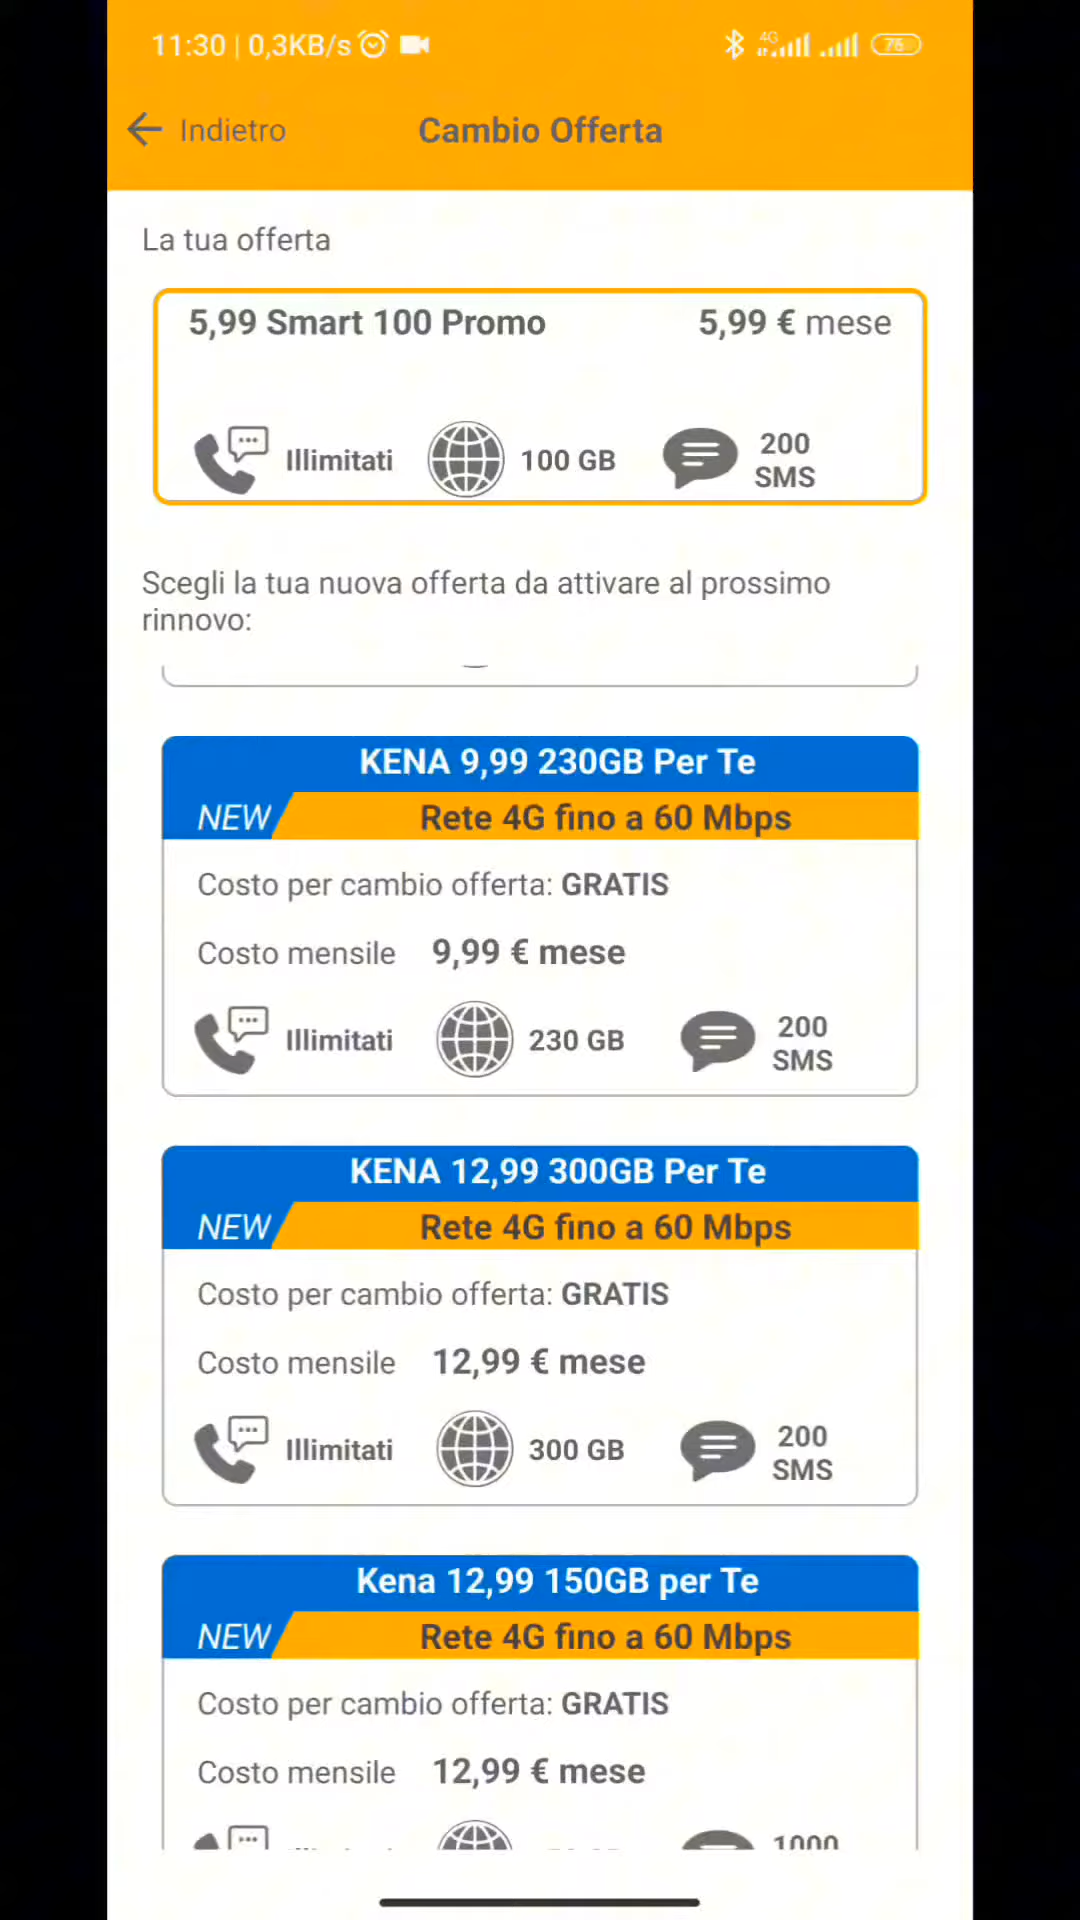 11:30 | 0,3KB/s
4G
76
Indietro
Cambio Offerta
La tua offerta
5,99 Smart 100 Promo
5,99 € mese
Illimitati
100 GB
200
SMS
Scegli la tua nuova offerta da attivare al prossimo
rinnovo:
KENA 9,99 230GB Per Te
NEW
Rete 4G fino a 60 Mbps
Costo per cambio offerta: GRATIS
Costo mensile 9,99 € mese
Illimitati
230 GB
200
SMS
KENA 12,99 300GB Per Te
NEW
Rete 4G fino a 60 Mbps
Costo per cambio offerta: GRATIS
Costo mensile 12,99 € mese
Illimitati
300 GB
200
SMS
Kena 12,99 150GB per Te
NEW
Rete 4G fino a 60 Mbps
Costo per cambio offerta: GRATIS
Costo mensile 12,99 € mese
1000